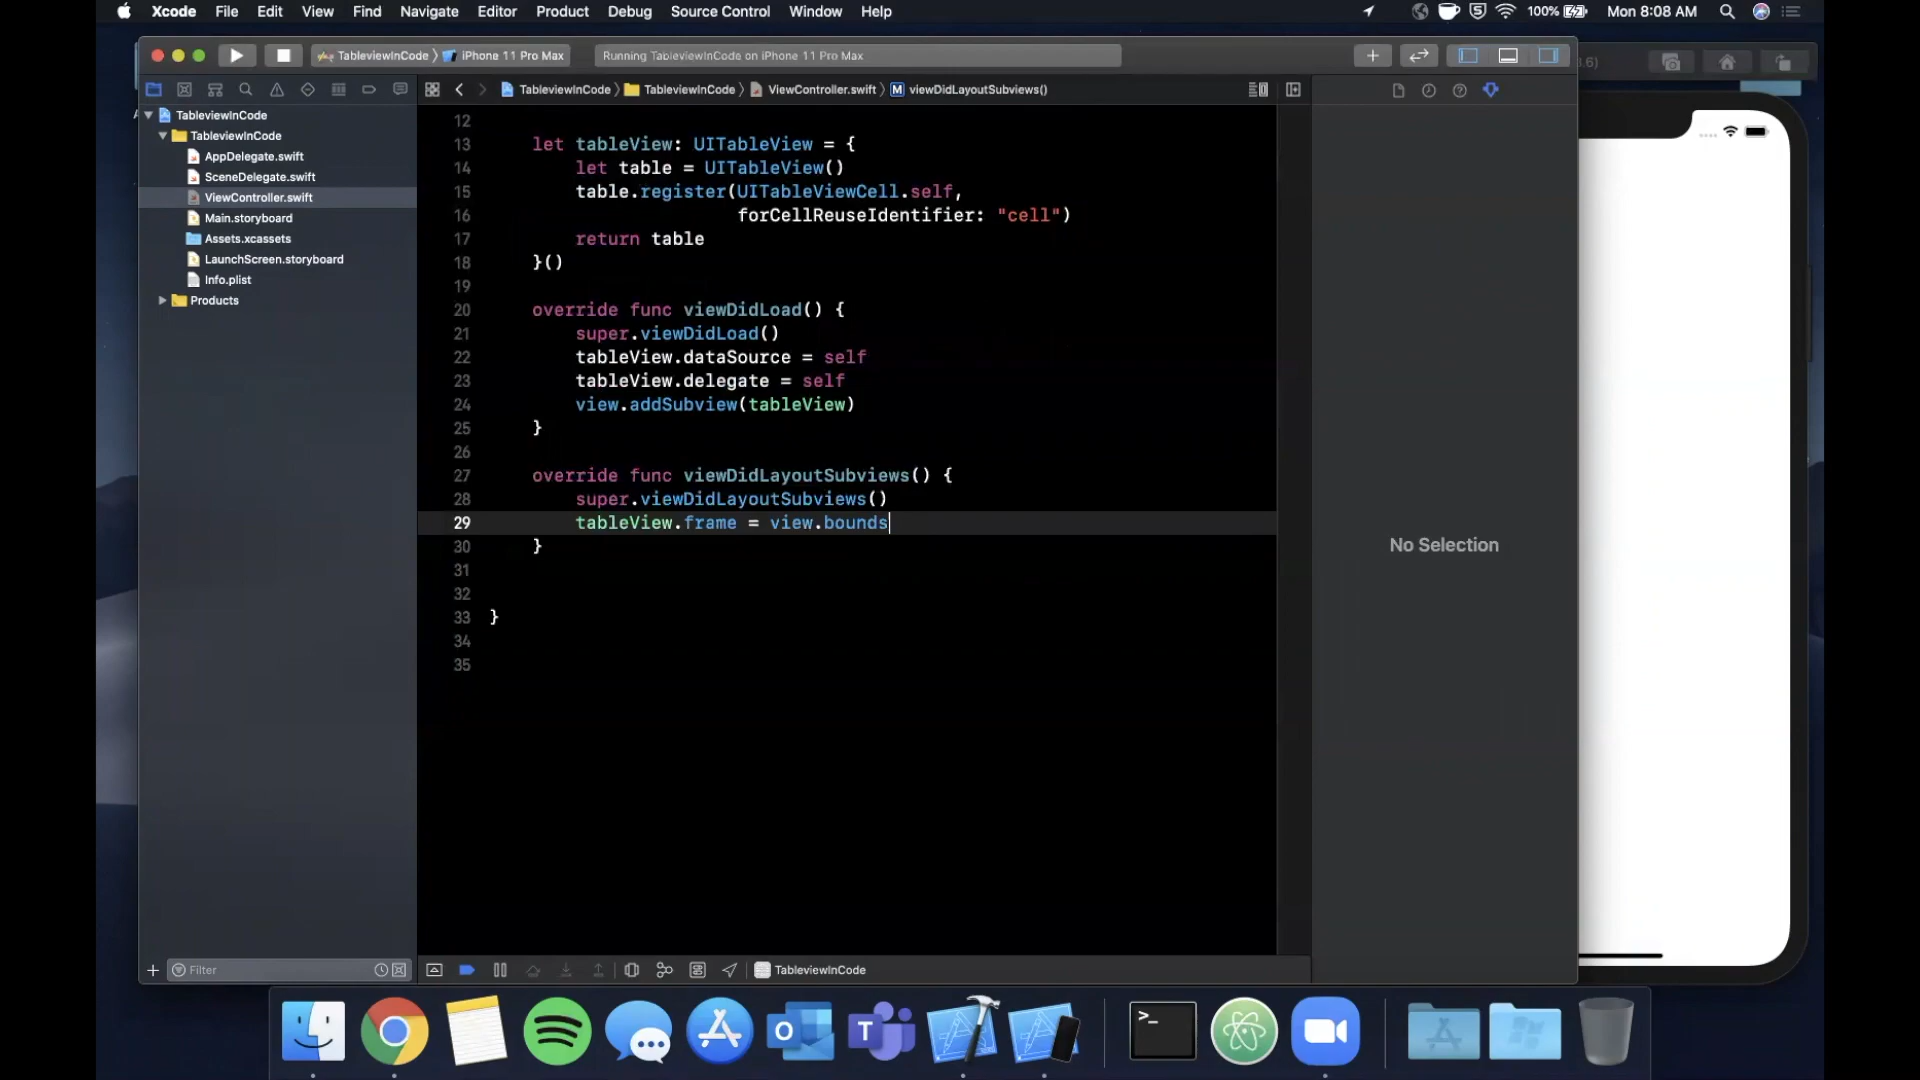 Xcode File Edit View Find Navigate Editor Product Debug Source Control Window Help 100% Mon 8:08 AM
TableviewInCode 〉 iPhone 11 Pro Max Running TableviewInCode on iPhone 11 Pro Max
TableviewInCode 〉 TableviewInCode 〉 ViewController.swift 〉 M viewDidLayoutSubviews()
TableviewInCode
TableviewInCode
AppDelegate.swift
SceneDelegate.swift
ViewController.swift
Main.storyboard
Assets.xcassets
LaunchScreen.storyboard
Info.plist
Products
12
13 let tableView: UITableView = {
14 let table = UITableView()
15 table.register(UITableViewCell.self,
16 forCellReuseIdentifier: "cell")
17 return table
18 }()
19
20 override func viewDidLoad() {
21 super.viewDidLoad()
22 tableView.dataSource = self
23 tableView.delegate = self
24 view.addSubview(tableView)
25 }
26
27 override func viewDidLayoutSubviews() {
28 super.viewDidLayoutSubviews()
29 tableView.frame = view.bounds
30 }
31
32
33 }
34
35
No Selection
Filter
TableviewInCode